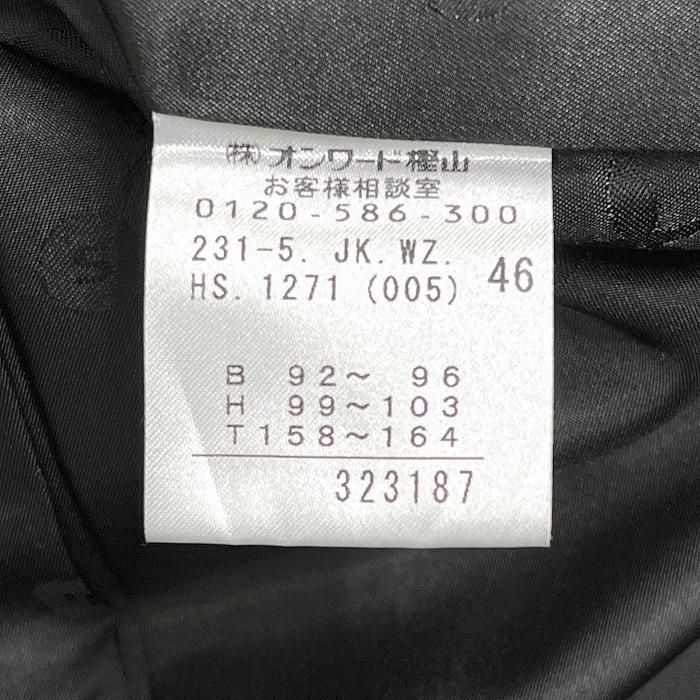 ㈱オンワード樫山
お客様相談室
0120-586-300
231-5. JK.WZ.
HS.1271 (005) 46
B 92～ 96
H 99～103
T158～164
323187